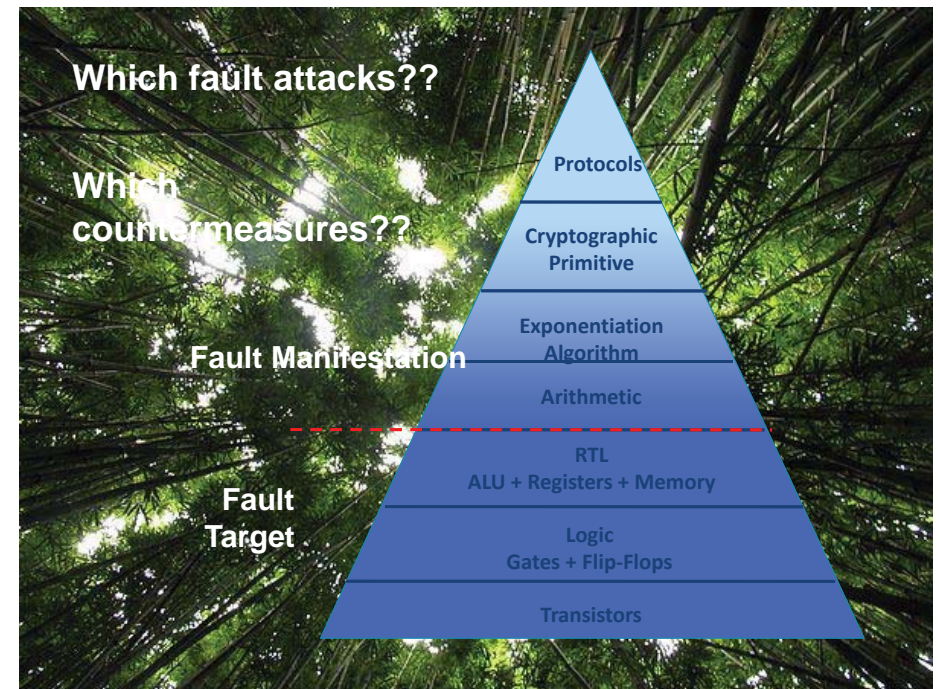 Which fault attacks??
Which
countermeasures??
Fault Manifestation
Fault
Target
Protocols
Cryptographic
Primitive
Exponentiation
Algorithm
Arithmetic
RTL
ALU + Registers + Memory
Logic
Gates + Flip-Flops
Transistors